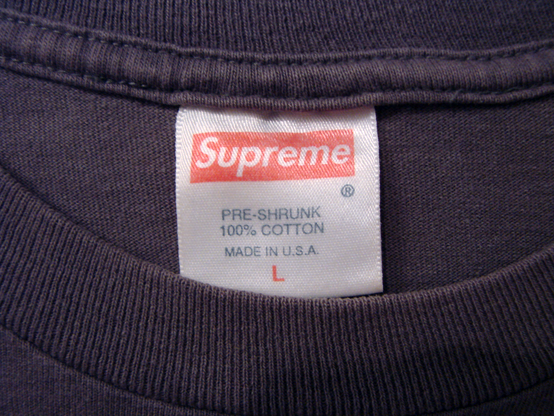 Supreme
®
PRE-SHRUNK
100% COTTON
MADE IN U.S.A.
L